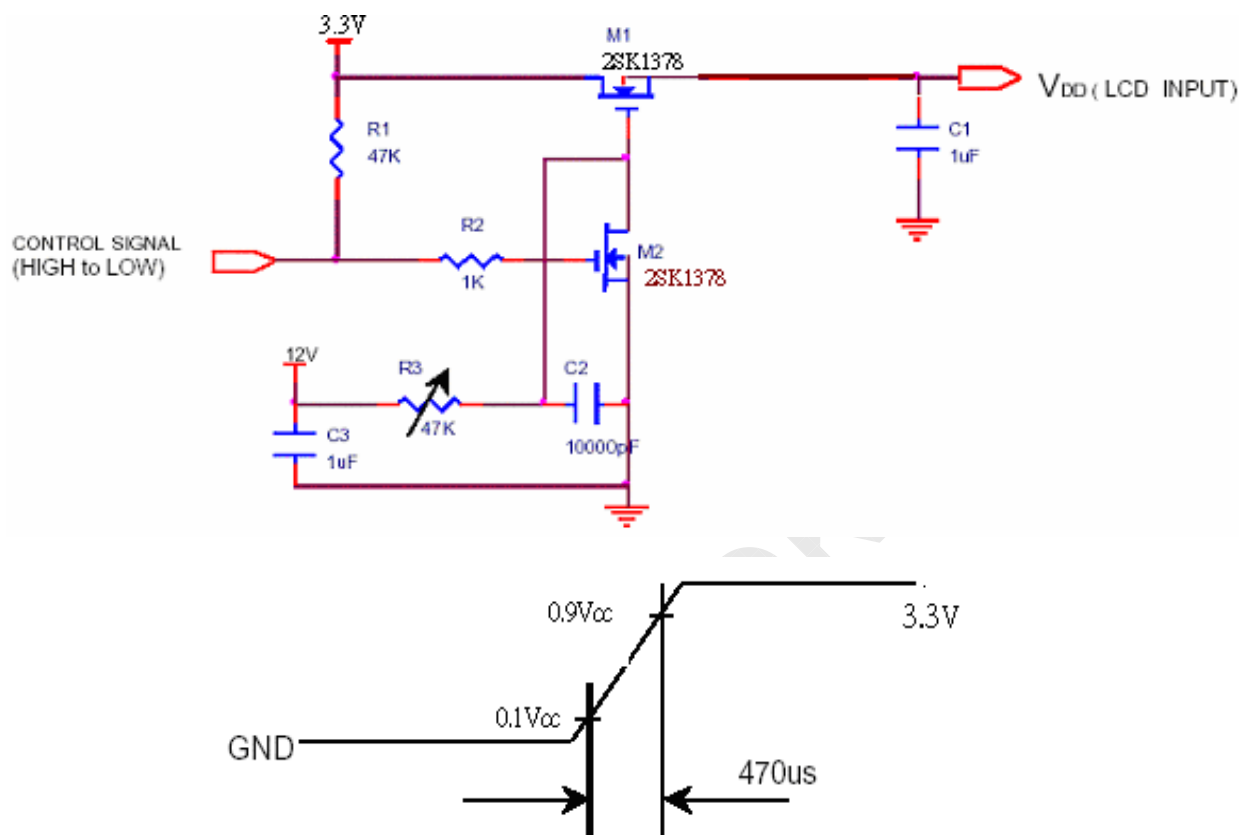 3.3V
M1
2SK1378
VDD ( LCD INPUT)
R1
47K
C1
1uF
R2
1K
CONTROL SIGNAL
(HIGH to LOW)
M2
2SK1378
12V
R3
47K
C2
10000pF
C3
1uF
0.9Vcc
3.3V
0.1Vcc
GND
470us